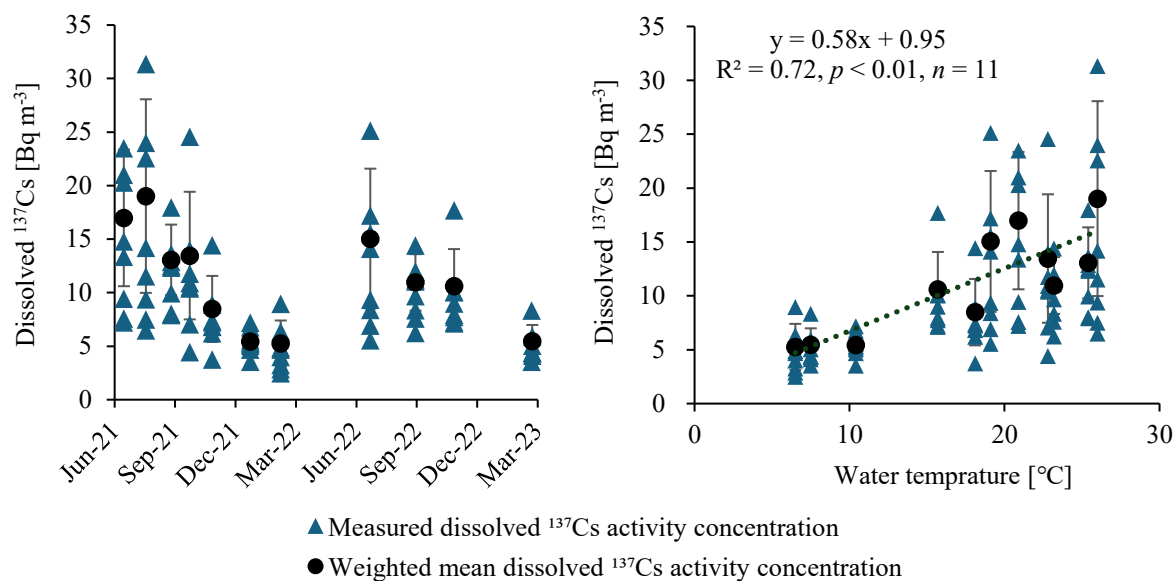 Dissolved ¹³⁷Cs [Bq m⁻³]
35
30
25
20
15
10
5
0
Jun-21
Sep-21
Dec-21
Mar-22
Jun-22
Sep-22
Dec-22
Mar-23
y = 0.58x + 0.95
R² = 0.72, p < 0.01, n = 11
Dissolved ¹³⁷Cs [Bq m⁻³]
35
30
25
20
15
10
5
0
0
10
20
30
Water temprature [°C]
Measured dissolved ¹³⁷Cs activity concentration
Weighted mean dissolved ¹³⁷Cs activity concentration